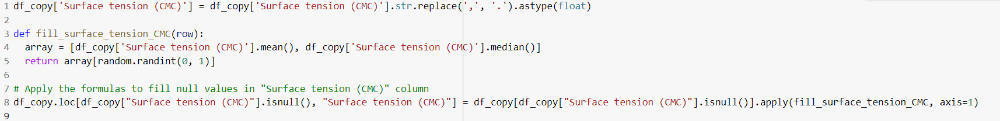 1 df_copy['Surface tension (CMC)'] = df_copy['Surface tension (CMC)'].str.replace(',', '.').astype(float)
2
3 def fill_surface_tension_CMC(row):
4   array = [df_copy['Surface tension (CMC)'].mean(), df_copy['Surface tension (CMC)'].median()]
5   return array[random.randint(0, 1)]
6
7 # Apply the formulas to fill null values in "Surface tension (CMC)" column
8 df_copy.loc[df_copy["Surface tension (CMC)"].isnull(), "Surface tension (CMC)"] = df_copy[df_copy["Surface tension (CMC)"].isnull()].apply(fill_surface_tension_CMC, axis=1)
9